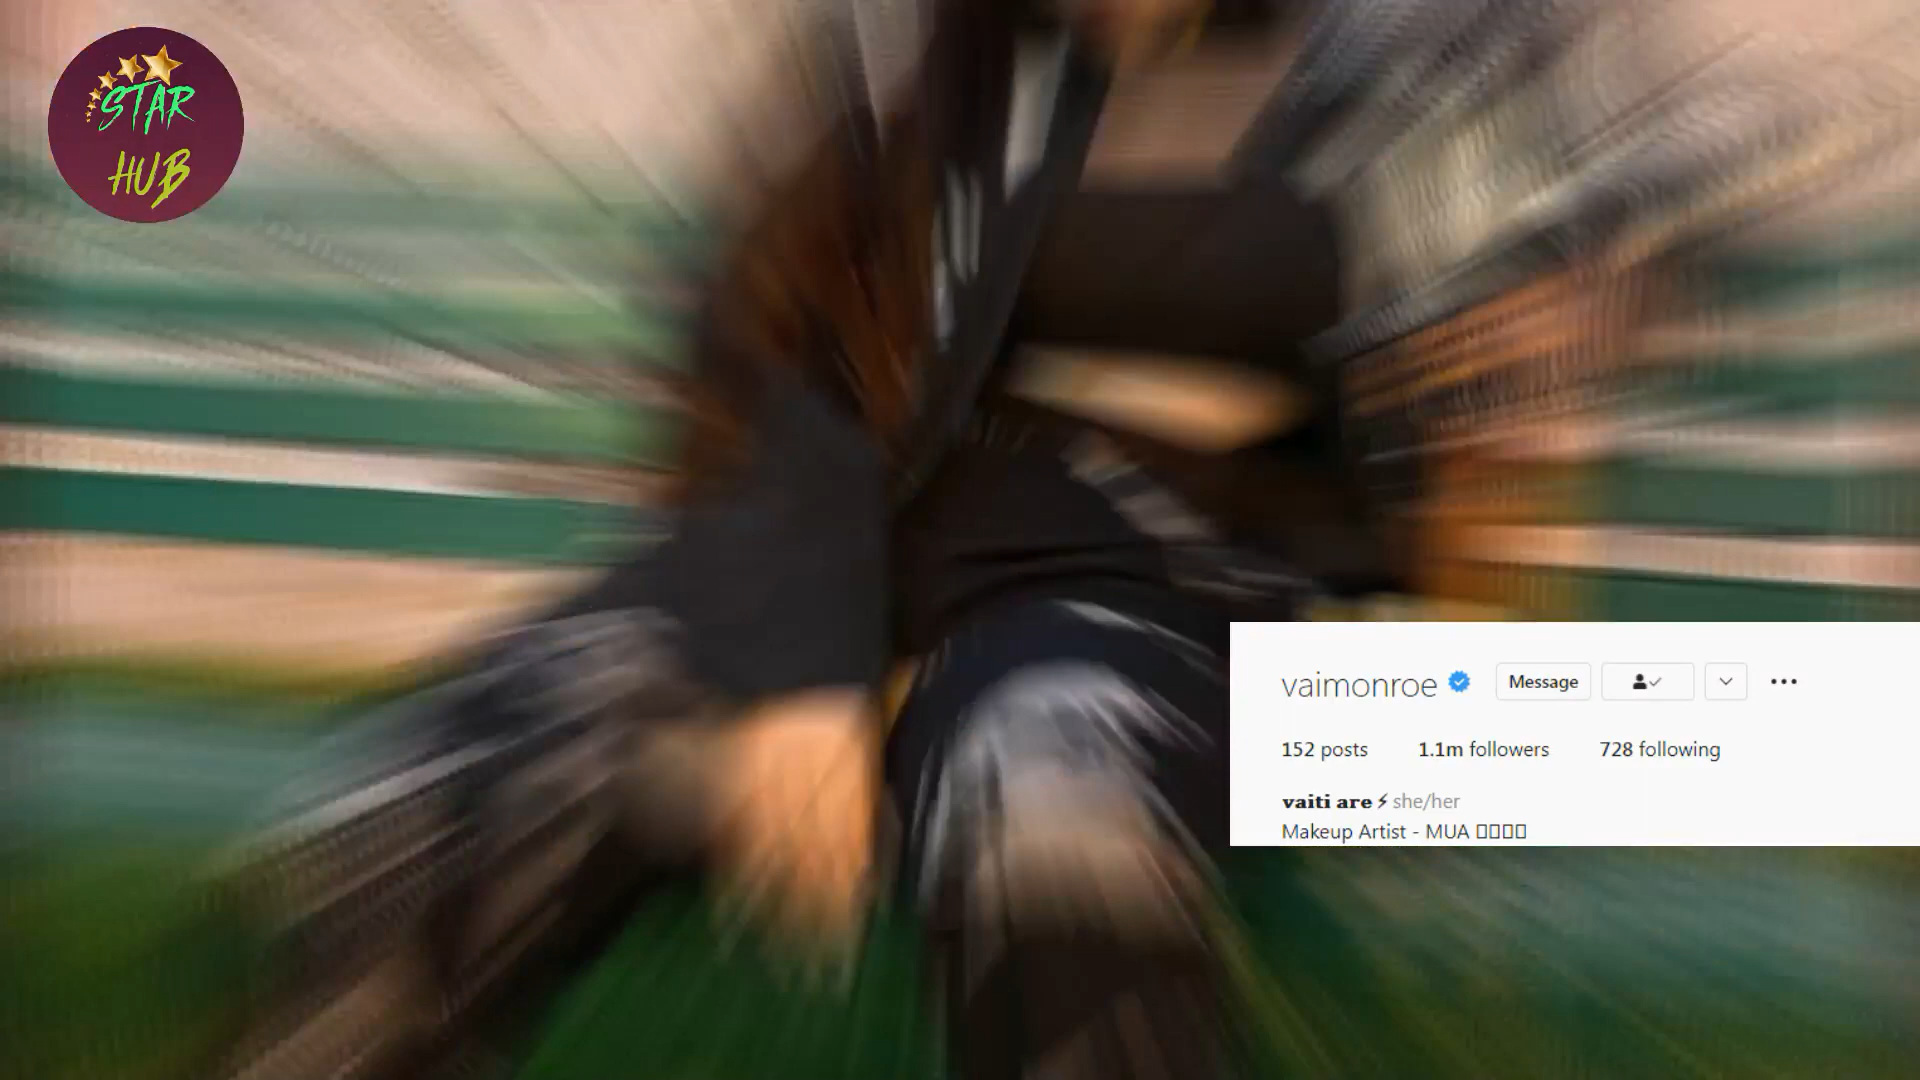 STAR
HUB
vaimonroe Message
152 posts 1.1m followers 728 following
vaiti are⚡ she/her
Makeup Artist - MUA ▯▯▯▯